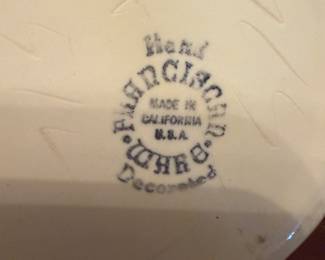 Hand
FRANCISCAN
MADE IN
CALIFORNIA
U.S.A.
WARE
Decorated